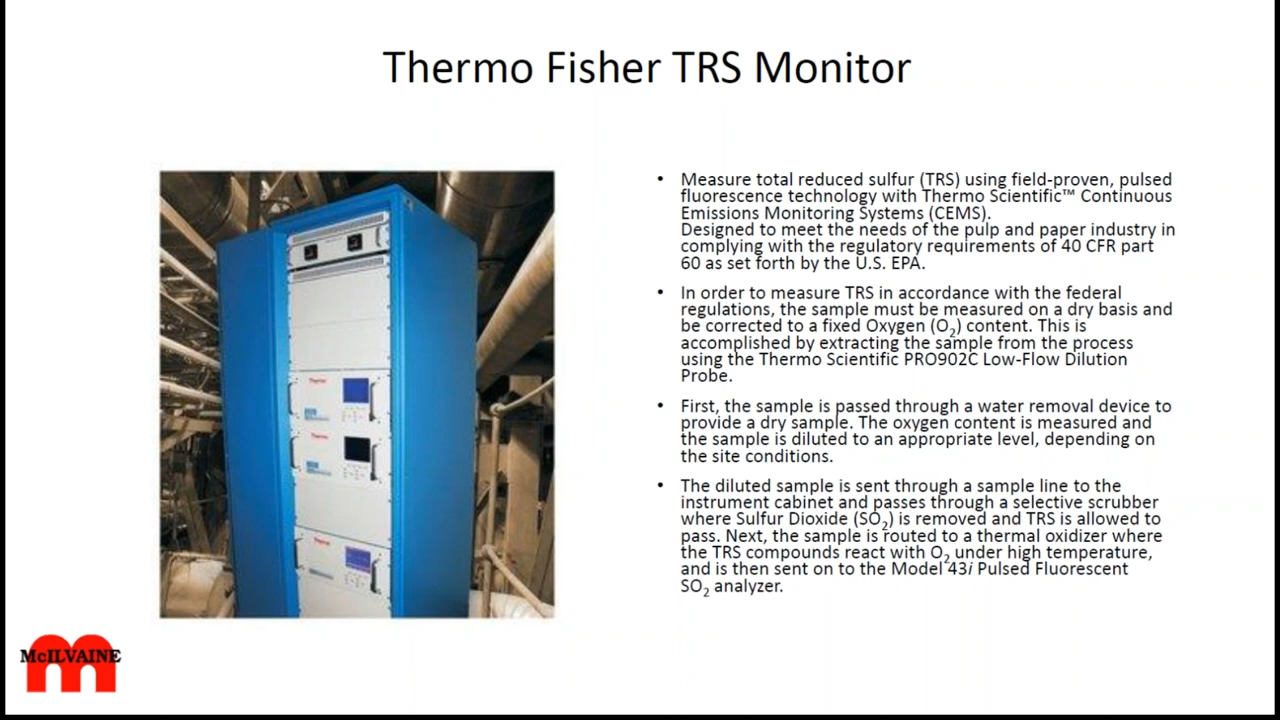 Thermo Fisher TRS Monitor
• Measure total reduced sulfur (TRS) using field-proven, pulsed
fluorescence technology with Thermo Scientific™ Continuous
Emissions Monitoring Systems (CEMS).
Designed to meet the needs of the pulp and paper industry in
complying with the regulatory requirements of 40 CFR part
60 as set forth by the U.S. EPA.
• In order to measure TRS in accordance with the federal
regulations, the sample must be measured on a dry basis and
be corrected to a fixed Oxygen (O₂) content. This is
accomplished by extracting the sample from the process
using the Thermo Scientific PRO902C Low-Flow Dilution
Probe.
• First, the sample is passed through a water removal device to
provide a dry sample. The oxygen content is measured and
the sample is diluted to an appropriate level, depending on
the site conditions.
• The diluted sample is sent through a sample line to the
instrument cabinet and passes through a selective scrubber
where Sulfur Dioxide (SO₂) is removed and TRS is allowed to
pass. Next, the sample is routed to a thermal oxidizer where
the TRS compounds react with O₂ under high temperature,
and is then sent on to the Model 43i Pulsed Fluorescent
SO₂ analyzer.
Thermo
Thermo
Thermo
McILVAINE